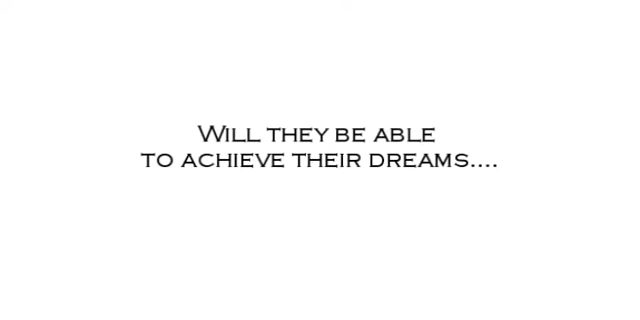 Will they be able
to achieve their dreams....